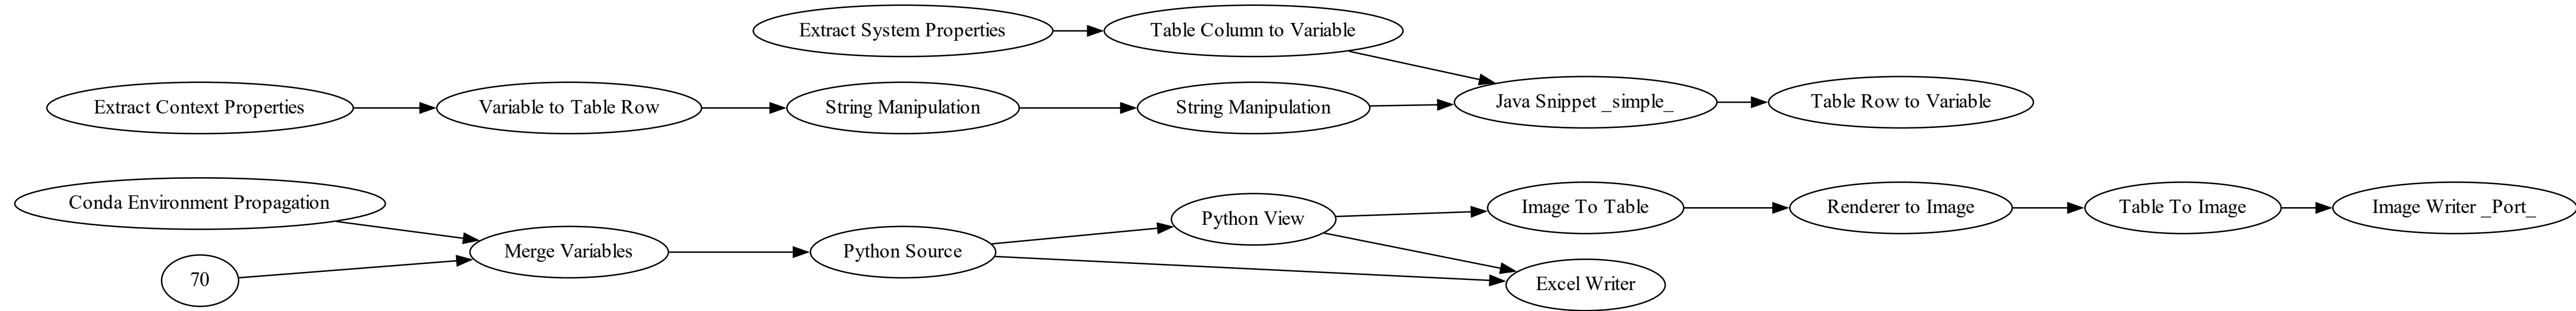 Extract System Properties
Table Column to Variable
Extract Context Properties
Variable to Table Row
String Manipulation
String Manipulation
Java Snippet _simple_
Table Row to Variable
Conda Environment Propagation
70
Merge Variables
Python Source
Python View
Image To Table
Renderer to Image
Table To Image
Image Writer _Port_
Excel Writer